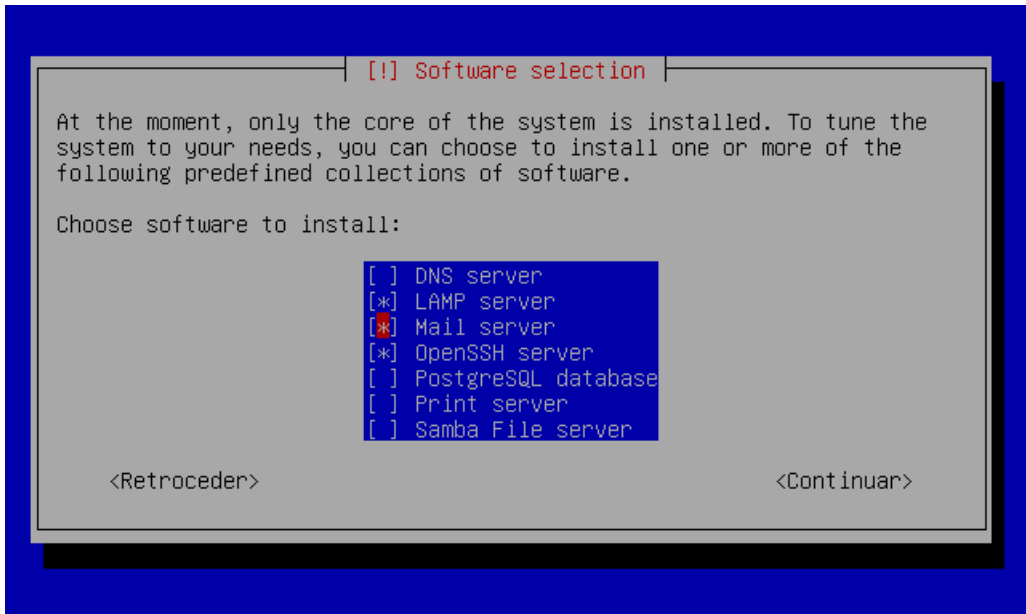 [!] Software selection
At the moment, only the core of the system is installed. To tune the
system to your needs, you can choose to install one or more of the
following predefined collections of software.
Choose software to install:
[ ] DNS server
[*] LAMP server
[*] Mail server
[*] OpenSSH server
[ ] PostgreSQL database
[ ] Print server
[ ] Samba File server
<Retroceder> <Continuar>